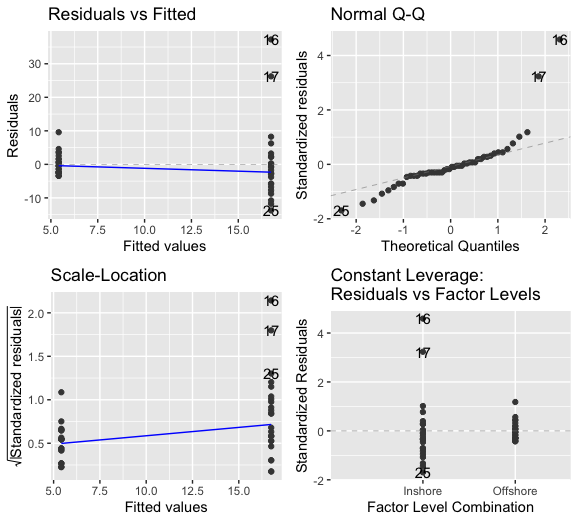 Residuals vs Fitted
Residuals
30
20
10
0
-10
16
17
25
5.0
7.5
10.0
12.5
15.0
Fitted values
Normal Q-Q
Standardized residuals
4
2
0
-2
16
17
25
-2
-1
0
1
2
Theoretical Quantiles
Scale-Location
√|Standardized residuals|
2.0
1.5
1.0
0.5
16
17
25
5.0
7.5
10.0
12.5
15.0
Fitted values
Constant Leverage:
Residuals vs Factor Levels
Standardized Residuals
4
2
0
-2
16
17
25
Inshore
Offshore
Factor Level Combination